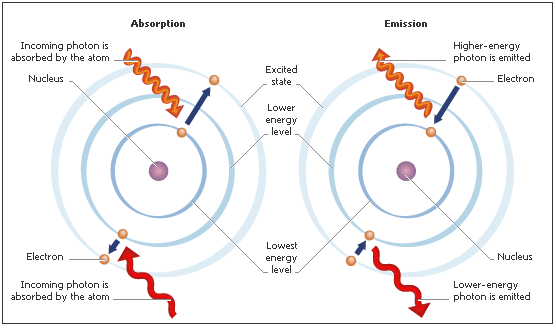 Absorption
Incoming photon is
absorbed by the atom
Nucleus
Electron
Incoming photon is
absorbed by the atom
Excited
state
Lower
energy
level
Lowest
energy
level
Emission
Higher-energy
photon is emitted
Electron
Nucleus
Lower-energy
photon is emitted